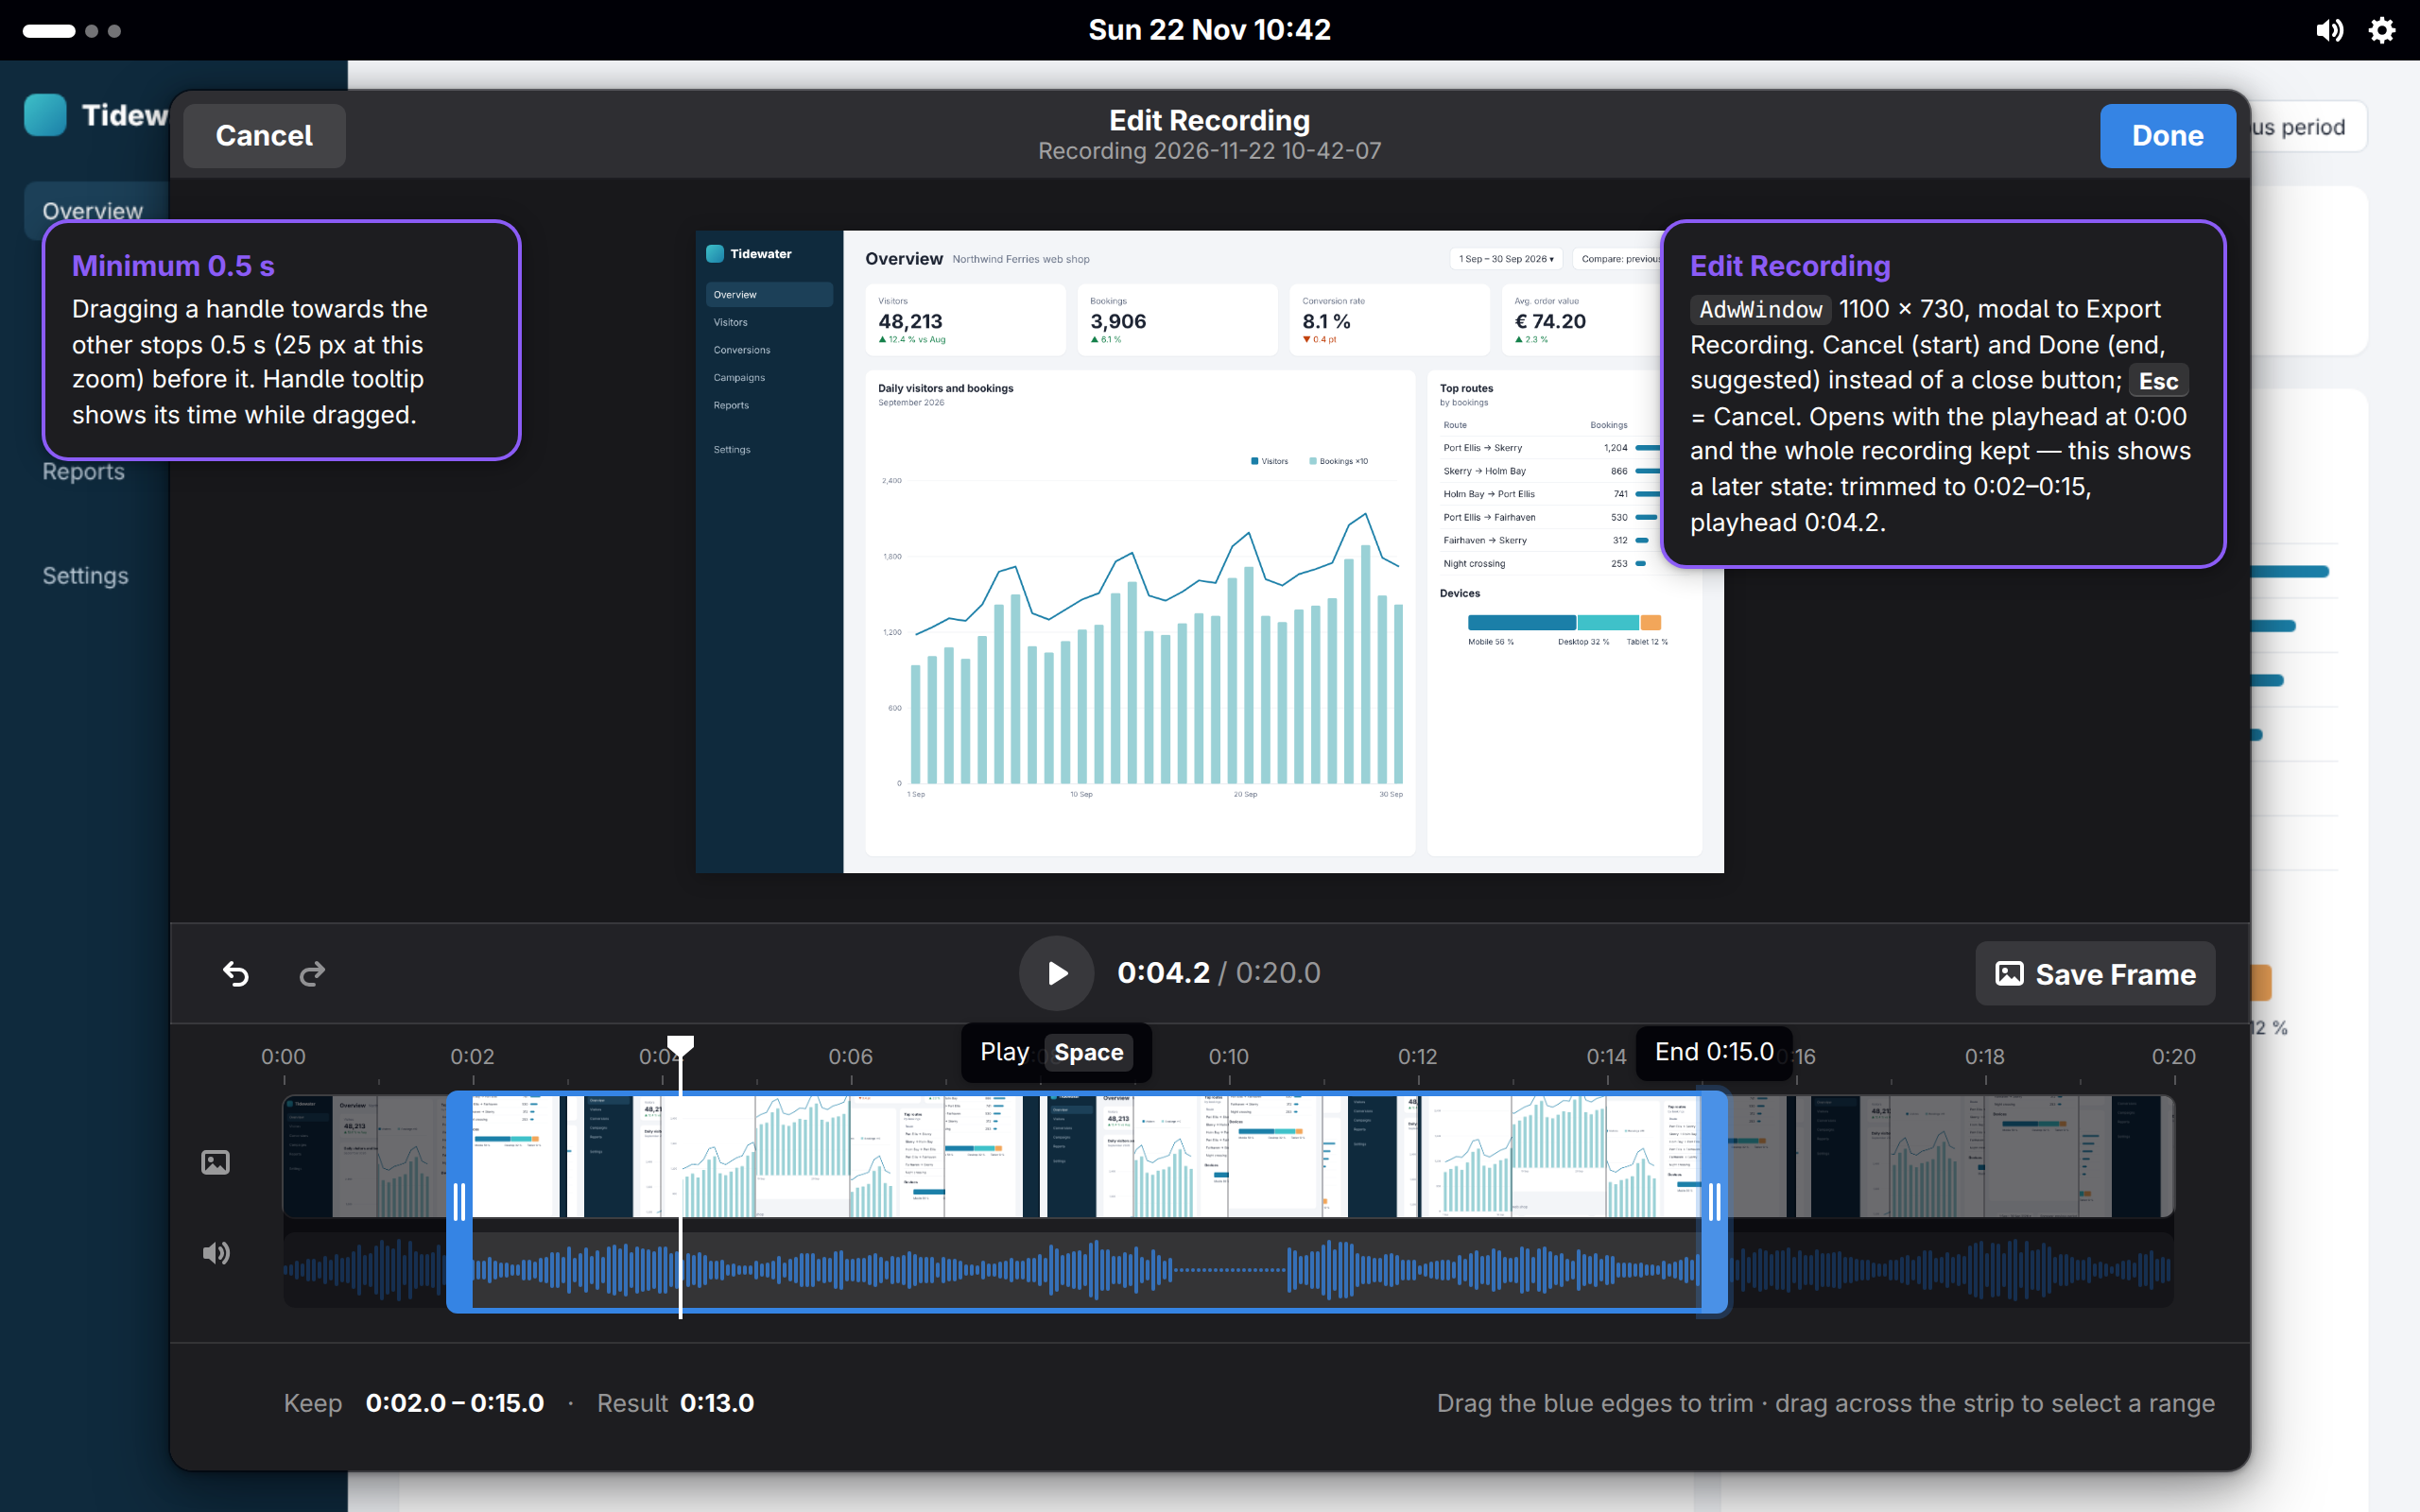 Sun 22 Nov 10:42
Tidew
Cancel
Edit Recording
Recording 2026-11-22 10-42-07
Done
us period
Overview
Reports
Settings
Minimum 0.5 s
Dragging a handle towards the
other stops 0.5 s (25 px at this
zoom) before it. Handle tooltip
shows its time while dragged.
Edit Recording
AdwWindow 1100 × 730, modal to Export
Recording. Cancel (start) and Done (end,
suggested) instead of a close button; Esc
= Cancel. Opens with the playhead at 0:00
and the whole recording kept — this shows
a later state: trimmed to 0:02–0:15,
playhead 0:04.2.
Tidewater
Overview
Visitors
Conversions
Campaigns
Reports
Settings
Overview Northwind Ferries web shop
1 Sep – 30 Sep 2026 ▾
Compare: previous
Visitors
48,213
▲ 12.4 % vs Aug
Bookings
3,906
▲ 6.1 %
Conversion rate
8.1 %
▼ 0.4 pt
Avg. order value
€ 74.20
▲ 2.3 %
Daily visitors and bookings
September 2026
Visitors
Bookings ×10
2,400
1,800
1,200
600
0
1 Sep
10 Sep
20 Sep
30 Sep
Top routes
by bookings
Route Bookings
Port Ellis → Skerry 1,204
Skerry → Holm Bay 866
Holm Bay → Port Ellis 741
Port Ellis → Fairhaven 530
Fairhaven → Skerry 312
Night crossing 253
Devices
Mobile 56 %
Desktop 32 %
Tablet 12 %
12 %
0:04.2 / 0:20.0
Save Frame
0:00
0:02
0:04
0:06
Play Space
0:10
0:12
0:14
End 0:15.0
:16
0:18
0:20
Keep 0:02.0 – 0:15.0 · Result 0:13.0
Drag the blue edges to trim · drag across the strip to select a range